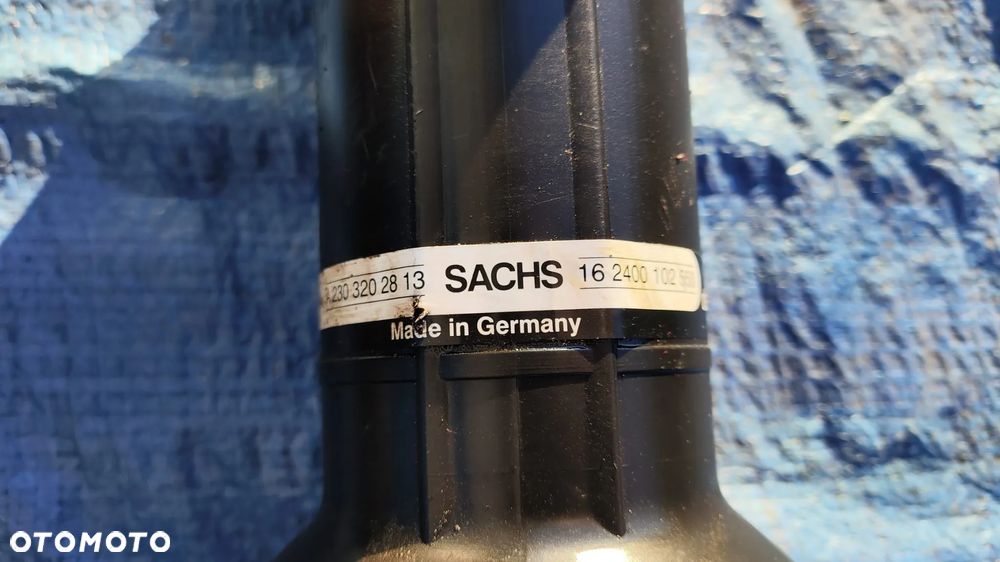 A 230 320 28 13 SACHS 16 2400 102
Made in Germany
OTOMOTO